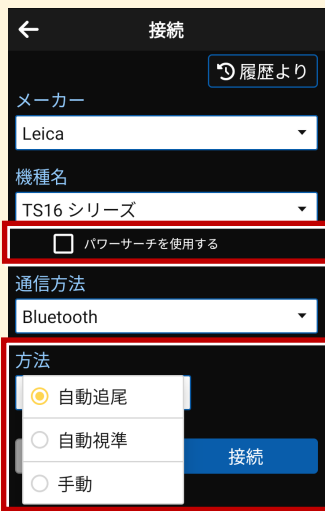 接続
履歴より
メーカー
Leica
機種名
TS16 シリーズ
パワーサーチを使用する
通信方法
Bluetooth
方法
自動追尾
自動視準
接続
手動